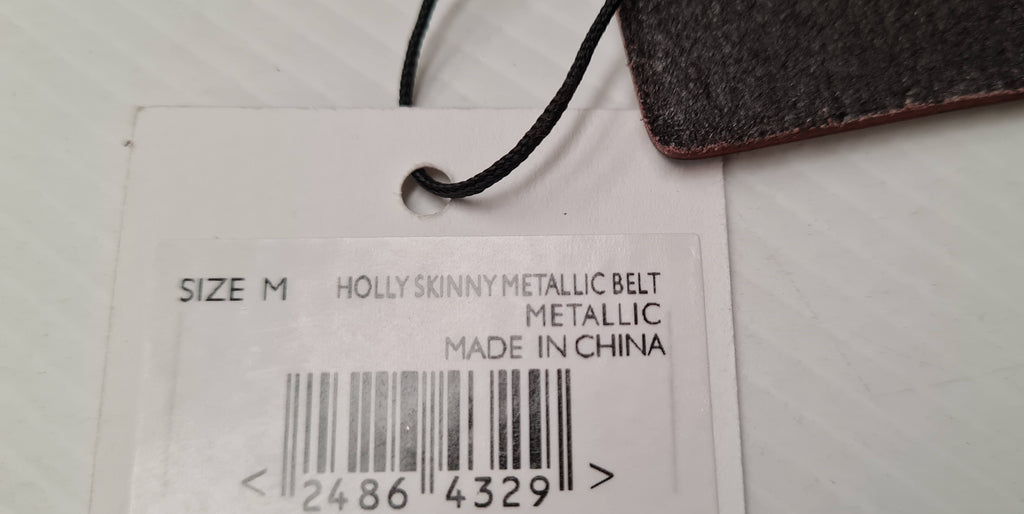 SIZE M HOLLY SKINNY METALLIC BELT
METALLIC
MADE IN CHINA
< 2486 4329 >